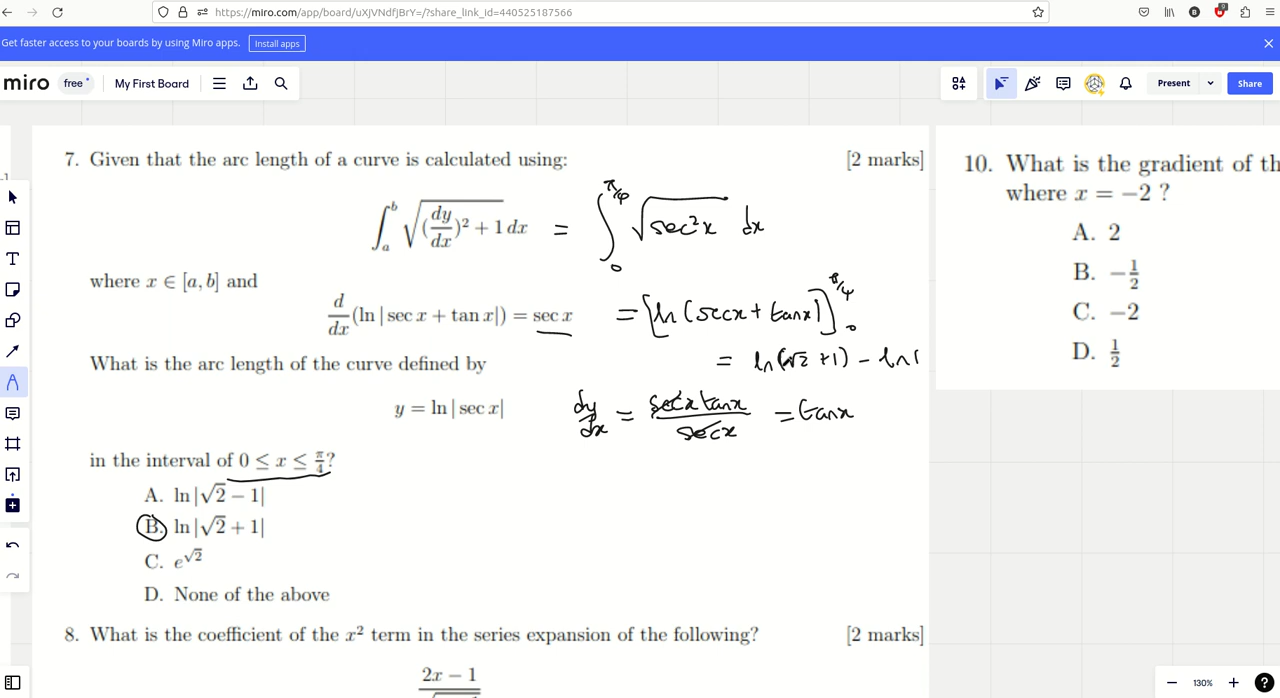 https://miro.com/app/board/uXjVNdfjBrY=/?share_link_id=440525187566
Get faster access to your boards by using Miro apps. Install apps
miro free My First Board
Present Share
7. Given that the arc length of a curve is calculated using: [2 marks]
∫_a^b √((dy/dx)² + 1) dx = ∫_0^{π/4} √(sec²x) dx
where x ∈ [a, b] and
d/dx (ln | sec x + tan x|) = sec x = [ln(secx + tanx)]_0^{π/4}
What is the arc length of the curve defined by = ln(√2 + 1) - ln1
y = ln | sec x| dy/dx = secx tanx / secx = tanx
in the interval of 0 ≤ x ≤ π/4?
A. ln|√2 − 1|
B. ln|√2 + 1|
C. e^√2
D. None of the above
8. What is the coefficient of the x² term in the series expansion of the following? [2 marks]
2x − 1
10. What is the gradient of th
where x = −2 ?
A. 2
B. −1/2
C. −2
D. 1/2
130%